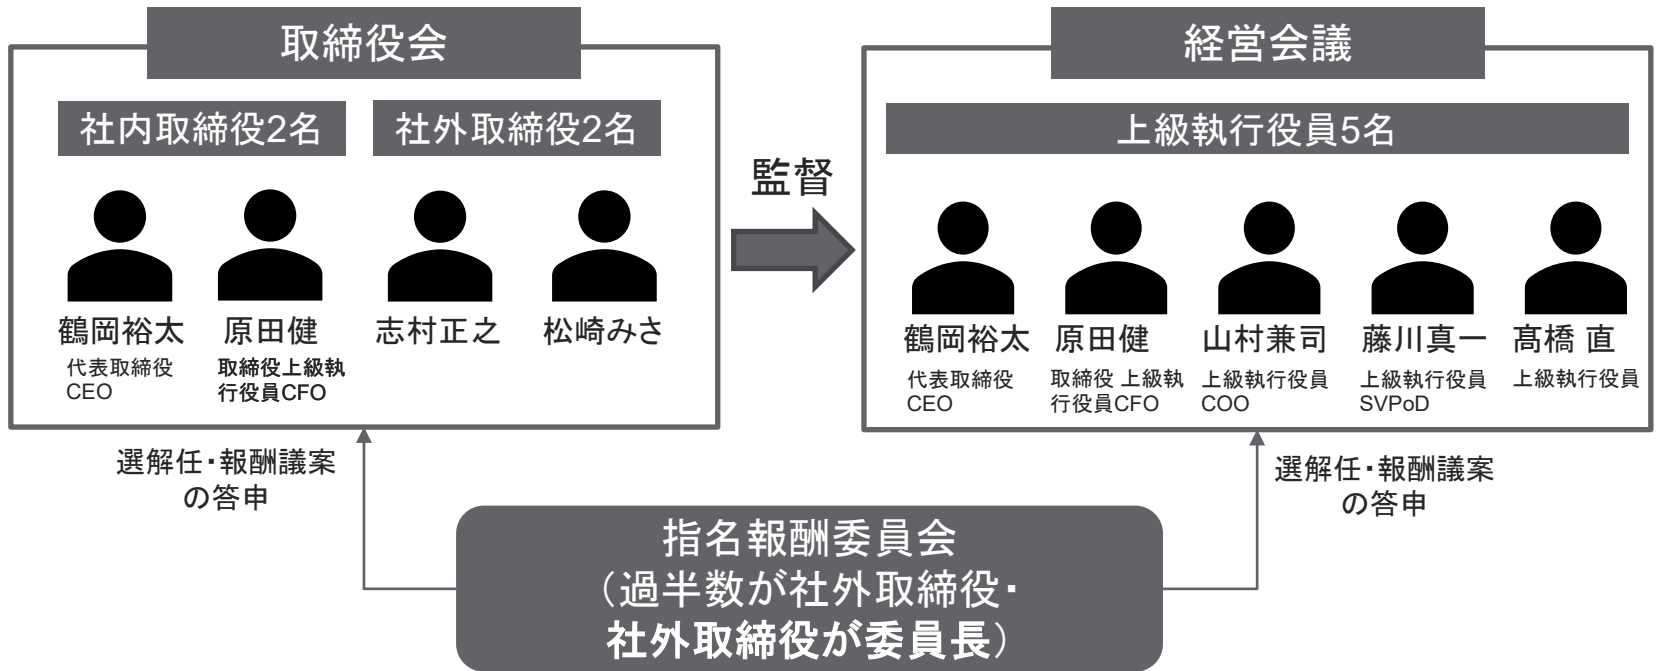 取締役会
社内取締役2名
社外取締役2名
鶴岡裕太
代表取締役
CEO
原田健
取締役上級執
行役員CFO
志村正之
松崎みさ
監督
経営会議
上級執行役員5名
鶴岡裕太
代表取締役
CEO
原田健
取締役 上級執
行役員CFO
山村兼司
上級執行役員
COO
藤川真一
上級執行役員
SVPoD
髙橋 直
上級執行役員
選解任・報酬議案
の答申
選解任・報酬議案
の答申
指名報酬委員会
（過半数が社外取締役・
社外取締役が委員長）